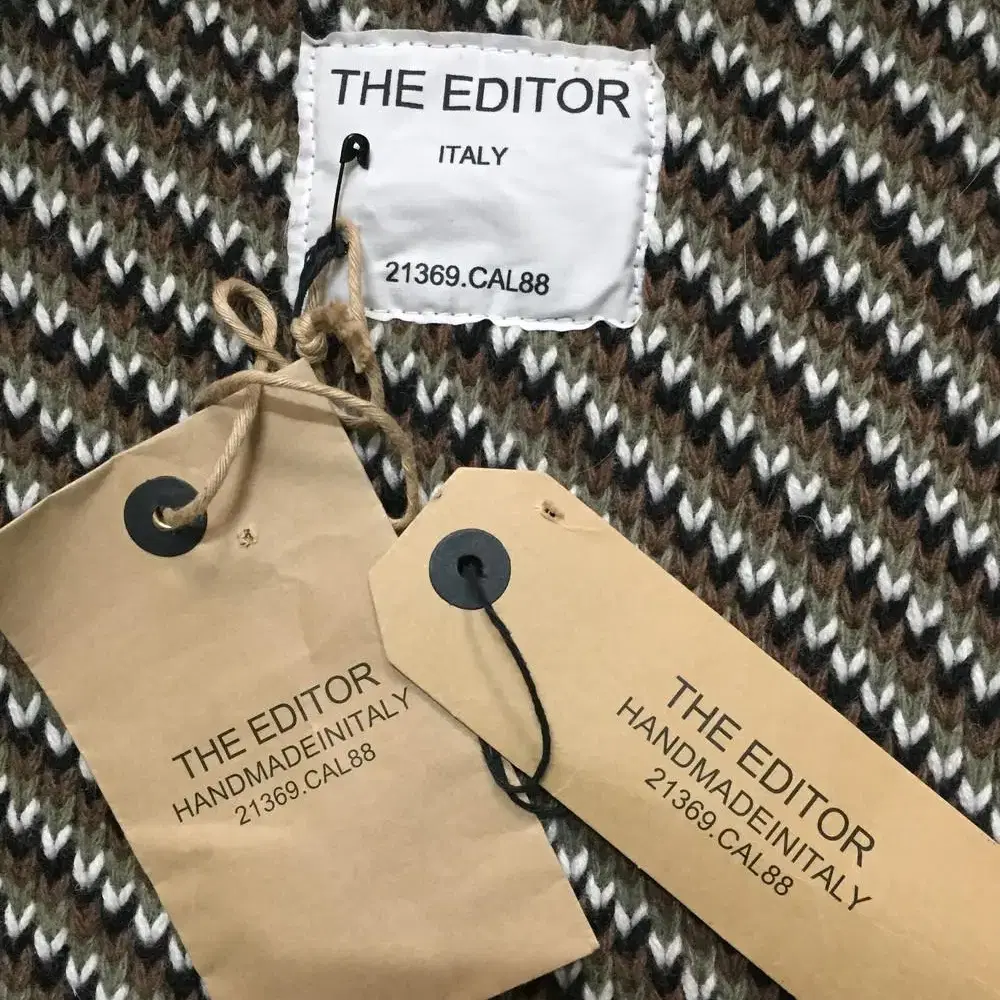 THE EDITOR
ITALY
21369.CAL88
THE EDITOR
HANDMADEINITALY
21369.CAL88
THE EDITOR
HANDMADEINITALY
21369.CAL88